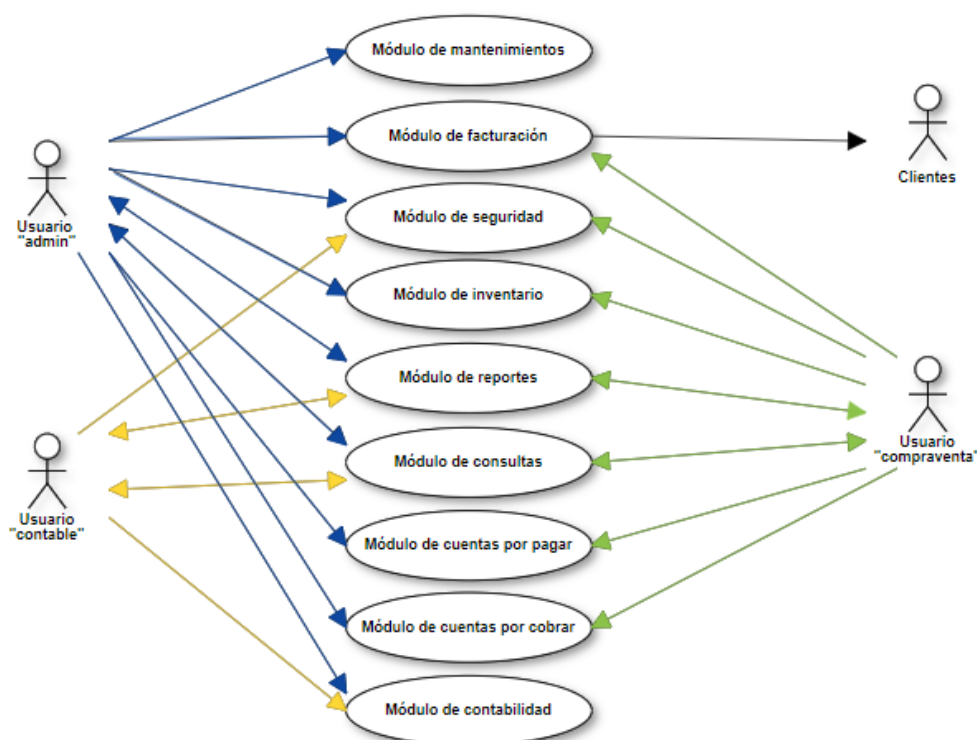 Módulo de mantenimientos
Módulo de facturación
Clientes
Usuario
"admin"
Módulo de seguridad
Módulo de inventario
Módulo de reportes
Usuario
"compraventa"
Módulo de consultas
Usuario
"contable"
Módulo de cuentas por pagar
Módulo de cuentas por cobrar
Módulo de contabilidad